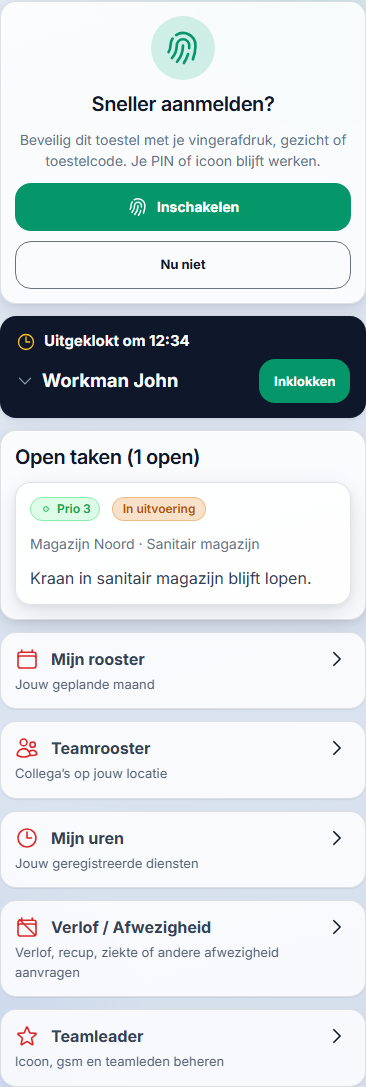 Sneller aanmelden?
Beveilig dit toestel met je vingerafdruk, gezicht of
toestelcode. Je PIN of icoon blijft werken.
Inschakelen
Nu niet
Uitgeklokt om 12:34
Workman John
Inklokken
Open taken (1 open)
Prio 3
In uitvoering
Magazijn Noord · Sanitair magazijn
Kraan in sanitair magazijn blijft lopen.
Mijn rooster
Jouw geplande maand
Teamrooster
Collega's op jouw locatie
Mijn uren
Jouw geregistreerde diensten
Verlof / Afwezigheid
Verlof, recup, ziekte of andere afwezigheid
aanvragen
Teamleader
Icoon, gsm en teamleden beheren